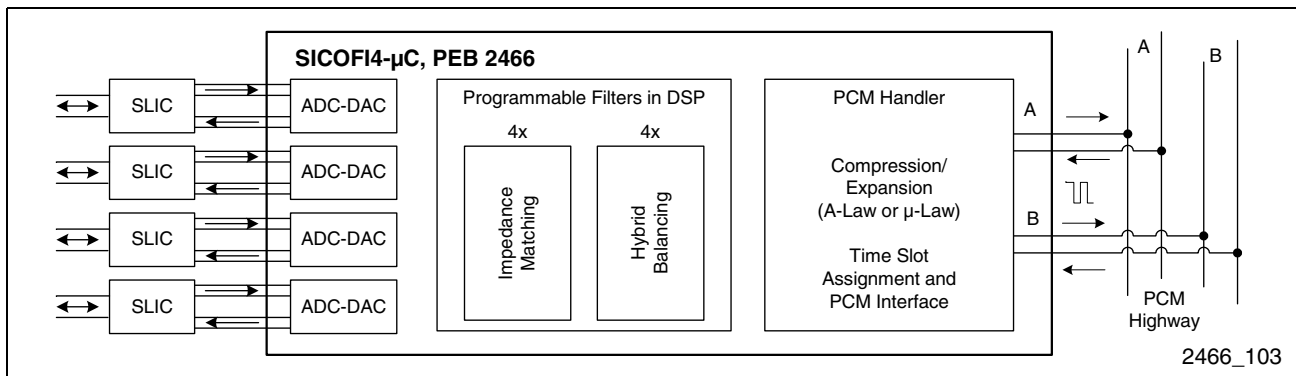 SICOFI4-µC, PEB 2466
SLIC
ADC-DAC
SLIC
ADC-DAC
SLIC
ADC-DAC
SLIC
ADC-DAC
Programmable Filters in DSP
4x
4x
Impedance
Matching
Hybrid
Balancing
PCM Handler
Compression/
Expansion
(A-Law or µ-Law)
Time Slot
Assignment and
PCM Interface
A
B
A
B
PCM
Highway
2466_103